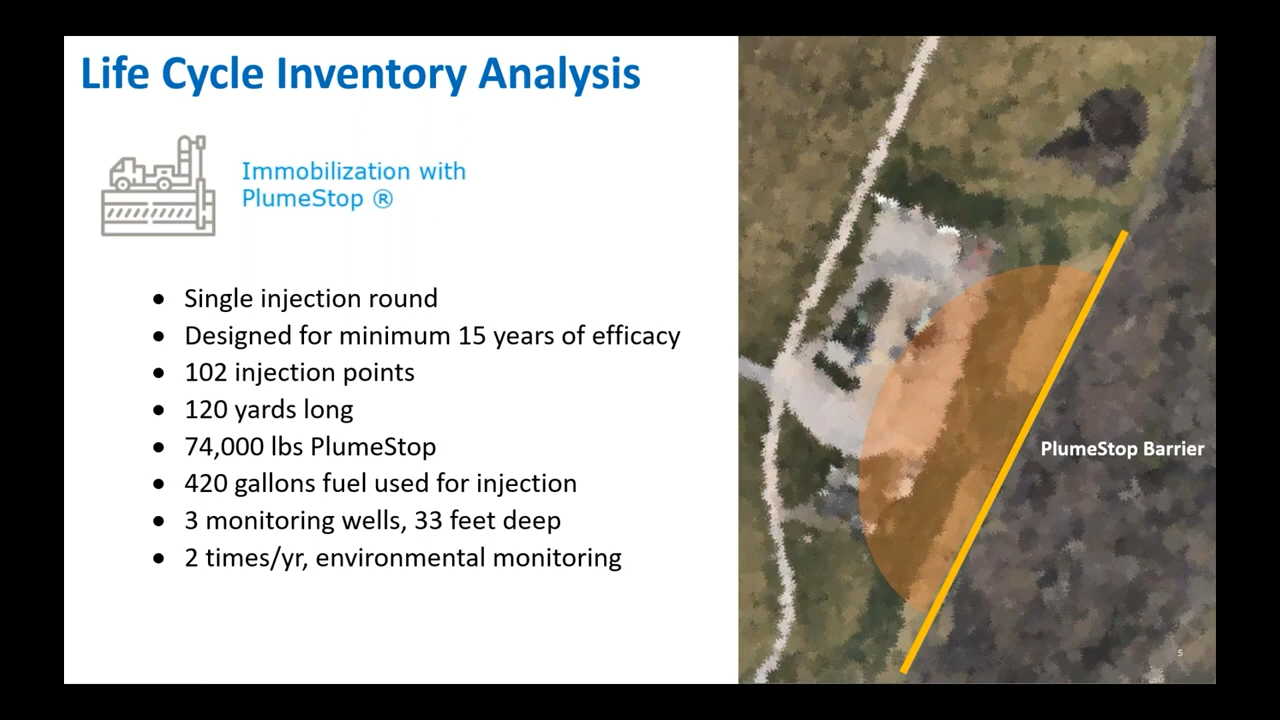 Life Cycle Inventory Analysis
Immobilization with
PlumeStop ®
• Single injection round
• Designed for minimum 15 years of efficacy
• 102 injection points
• 120 yards long
• 74,000 lbs PlumeStop
• 420 gallons fuel used for injection
• 3 monitoring wells, 33 feet deep
• 2 times/yr, environmental monitoring
PlumeStop Barrier
5